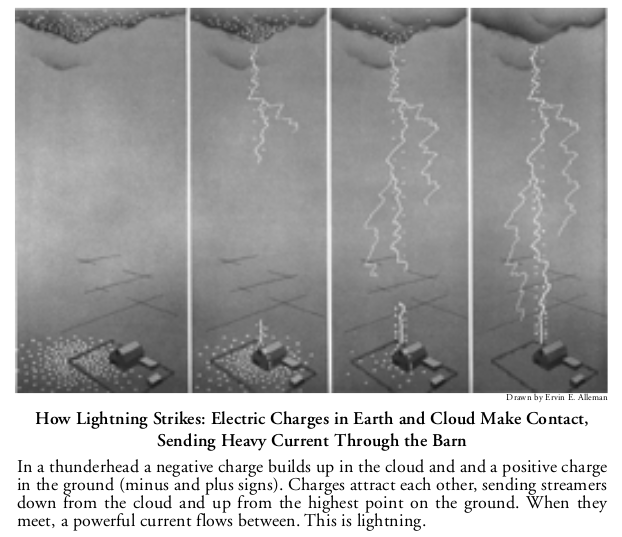 Drawn by Ervin E. Alleman
How Lightning Strikes: Electric Charges in Earth and Cloud Make Contact,
Sending Heavy Current Through the Barn
In a thunderhead a negative charge builds up in the cloud and and a positive charge
in the ground (minus and plus signs). Charges attract each other, sending streamers
down from the cloud and up from the highest point on the ground. When they
meet, a powerful current flows between. This is lightning.